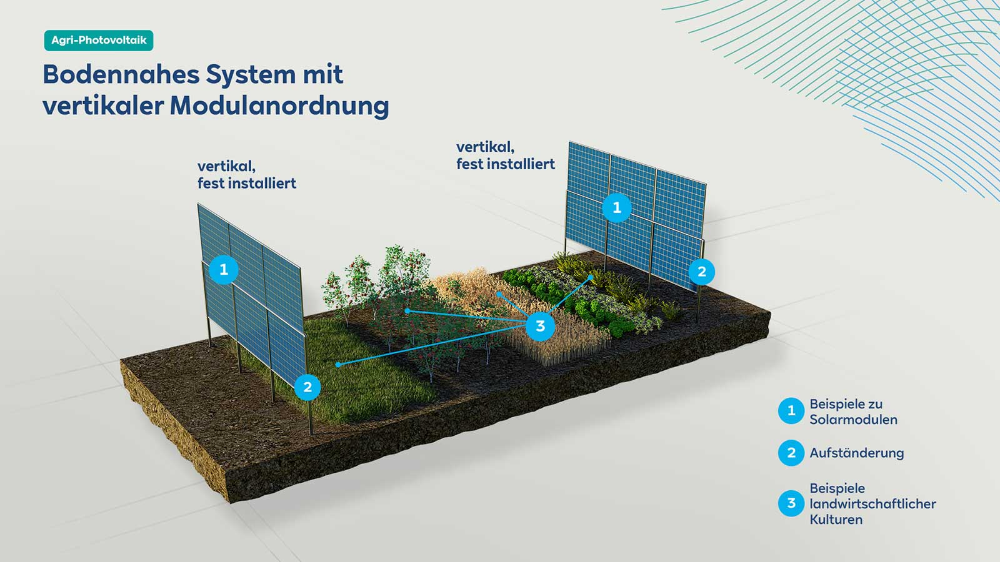 Agri-Photovoltaik
Bodennahes System mit
vertikaler Modulanordnung
vertikal,
fest installiert
vertikal,
fest installiert
1
1
2
2
3
1 Beispiele zu
Solarmodulen
2 Aufständerung
3 Beispiele
landwirtschaftlicher
Kulturen